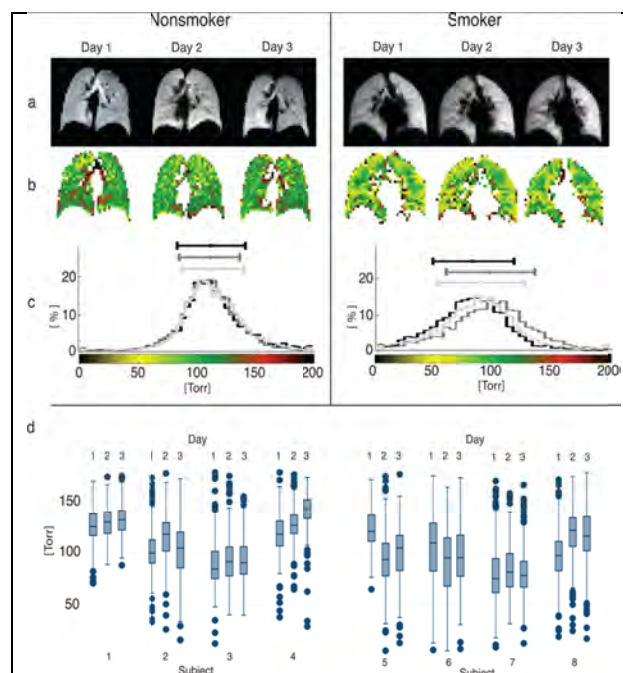 Nonsmoker Smoker
Day 1 Day 2 Day 3 Day 1 Day 2 Day 3
a
b
c
[ % ] 20 10 0
[ % ] 20 10 0
0 50 100 150 200 0 50 100 150 200
[Torr] [Torr]
d
Day Day
1 2 3 1 2 3 1 2 3 1 2 3 1 2 3 1 2 3 1 2 3 1 2 3
150
[Torr] 100
50
1 2 3 4 5 6 7 8
Subject Subject